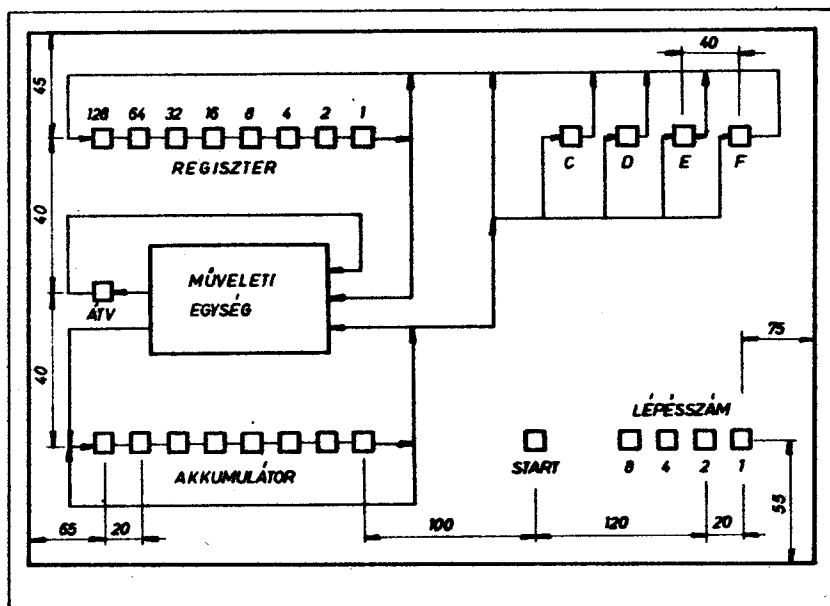 45
40
128 64 32 16 8 4 2 1
REGISZTER
C D E F
40
MŰVELETI
EGYSÉG
ÁTV
75
40
LÉPÉSSZÁM
START 8 4 2 1
AKKUMULÁTOR
55
65 20 100 120 20